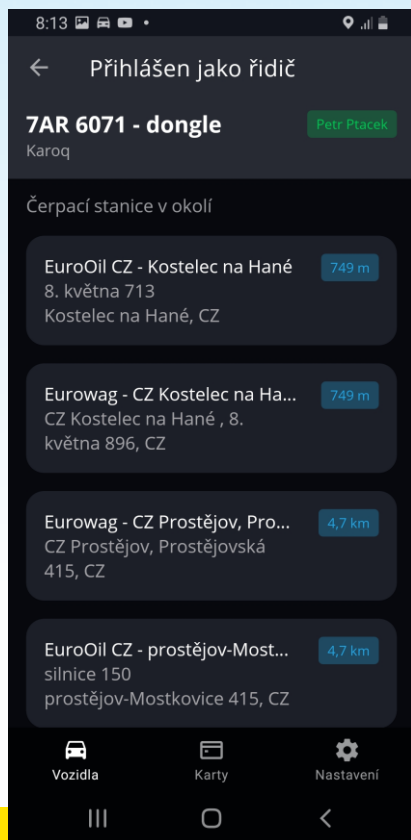 8:13
Přihlášen jako řidič
7AR 6071 - dongle
Petr Ptacek
Karoq
Čerpací stanice v okolí
EuroOil CZ - Kostelec na Hané
749 m
8. května 713
Kostelec na Hané, CZ
Eurowag - CZ Kostelec na Ha...
749 m
CZ Kostelec na Hané , 8.
května 896, CZ
Eurowag - CZ Prostějov, Pro...
4,7 km
CZ Prostějov, Prostějovská
415, CZ
EuroOil CZ - prostějov-Most...
4,7 km
silnice 150
prostějov-Mostkovice 415, CZ
Vozidla
Karty
Nastavení